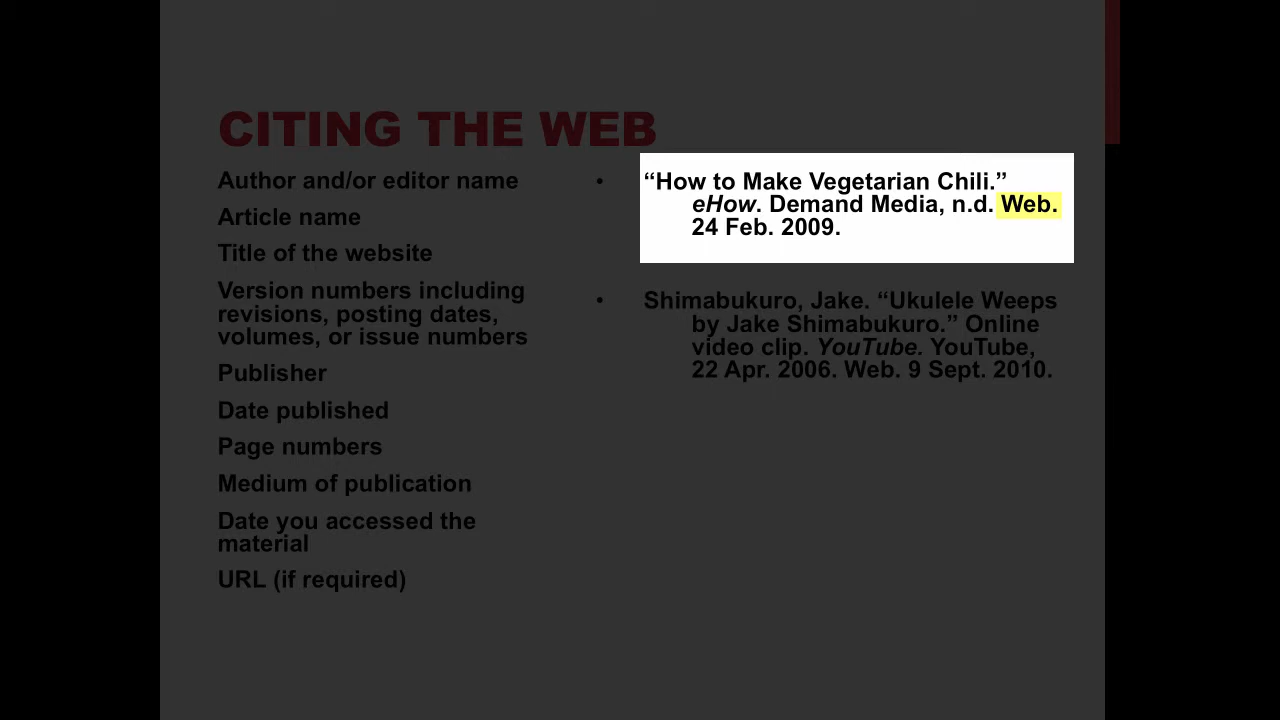 CITING THE WEB
Author and/or editor name
Article name
Title of the website
Version numbers including
revisions, posting dates,
volumes, or issue numbers
Publisher
Date published
Page numbers
Medium of publication
Date you accessed the
material
URL (if required)
• “How to Make Vegetarian Chili.”
eHow. Demand Media, n.d. Web.
24 Feb. 2009.
• Shimabukuro, Jake. “Ukulele Weeps
by Jake Shimabukuro.” Online
video clip. YouTube. YouTube,
22 Apr. 2006. Web. 9 Sept. 2010.